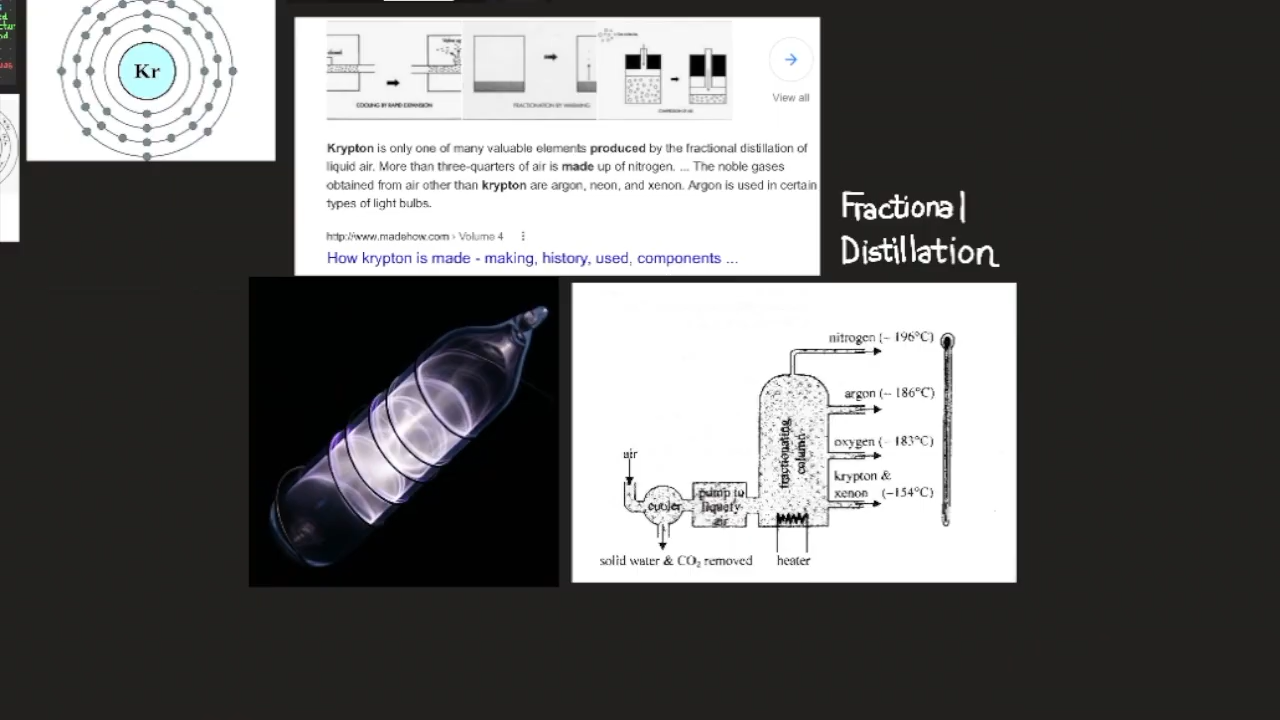 Kr
COOLING BY RAPID EXPANSION
FRACTIONATION BY WARMING
View all
Krypton is only one of many valuable elements produced by the fractional distillation of
liquid air. More than three-quarters of air is made up of nitrogen. ... The noble gases
obtained from air other than krypton are argon, neon, and xenon. Argon is used in certain
types of light bulbs.
http://www.madehow.com › Volume 4
How krypton is made - making, history, used, components ...
Fractional
Distillation
nitrogen (- 196°C)
argon (- 186°C)
oxygen (- 183°C)
krypton &
xenon (-154°C)
fractionating
column
air
cooler
pump to
liquefy
air
solid water & CO₂ removed
heater